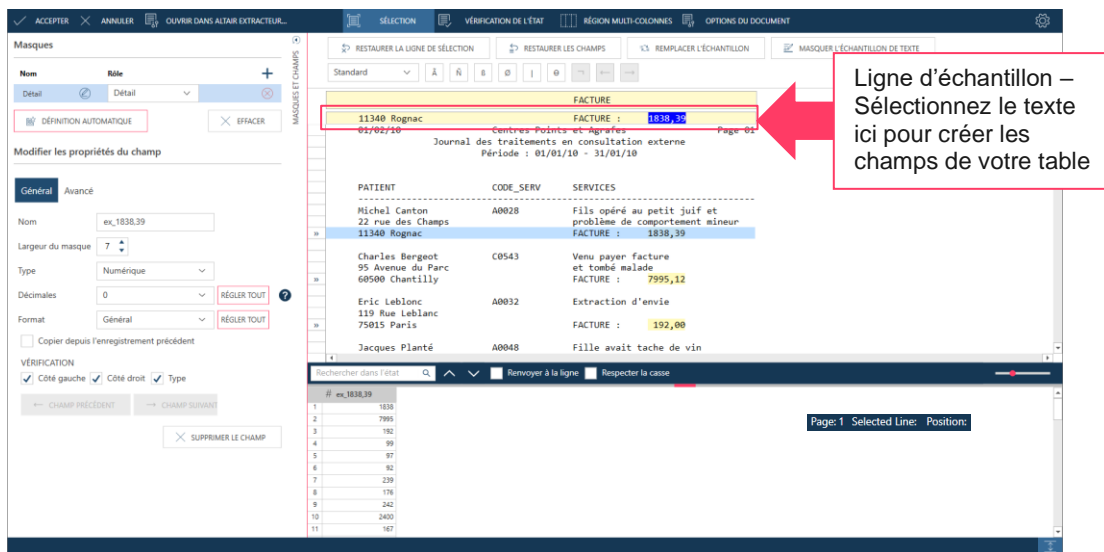 ACCEPTER ANNULER OUVRIR DANS ALTAIR EXTRACTEUR... SÉLECTION VÉRIFICATION DE L'ÉTAT RÉGION MULTI-COLONNES OPTIONS DU DOCUMENT
Masques
Nom Rôle
Détail Détail
DÉFINITION AUTOMATIQUE EFFACER
Modifier les propriétés du champ
Général Avancé
Nom ex_1838,39
Largeur du masque 7
Type Numérique
Décimales 0 RÉGLER TOUT
Format Général RÉGLER TOUT
Copier depuis l'enregistrement précédent
VÉRIFICATION
Côté gauche Côté droit Type
CHAMP PRÉCÉDENT CHAMP SUIVANT
SUPPRIMER LE CHAMP
MASQUES ET CHAMPS
RESTAURER LA LIGNE DE SÉLECTION RESTAURER LES CHAMPS REMPLACER L'ÉCHANTILLON MASQUER L'ÉCHANTILLON DE TEXTE
Standard Ä Ñ ß Ø
FACTURE
11340 Rognac FACTURE : 1838,39
01/02/10 Centres Points et Agrafes Page 01
Journal des traitements en consultation externe
Période : 01/01/10 - 31/01/10
PATIENT CODE_SERV SERVICES
Michel Canton A0028 Fils opéré au petit juif et
22 rue des Champs problème de comportement mineur
11340 Rognac FACTURE : 1838,39
Charles Bergeot C0543 Venu payer facture
95 Avenue du Parc et tombé malade
60500 Chantilly FACTURE : 7995,12
Eric Leblonc A0032 Extraction d'envie
119 Rue Leblanc
75015 Paris FACTURE : 192,00
Jacques Planté A0048 Fille avait tache de vin
Rechercher dans l'état Renvoyer à la ligne Respecter la casse
# ex_1838,39
1 1838
2 7995
3 192
4 99
5 97
6 92
7 239
8 176
9 242
10 2400
11 167
Page: 1 Selected Line: Position:
Ligne d'échantillon –
Sélectionnez le texte
ici pour créer les
champs de votre table